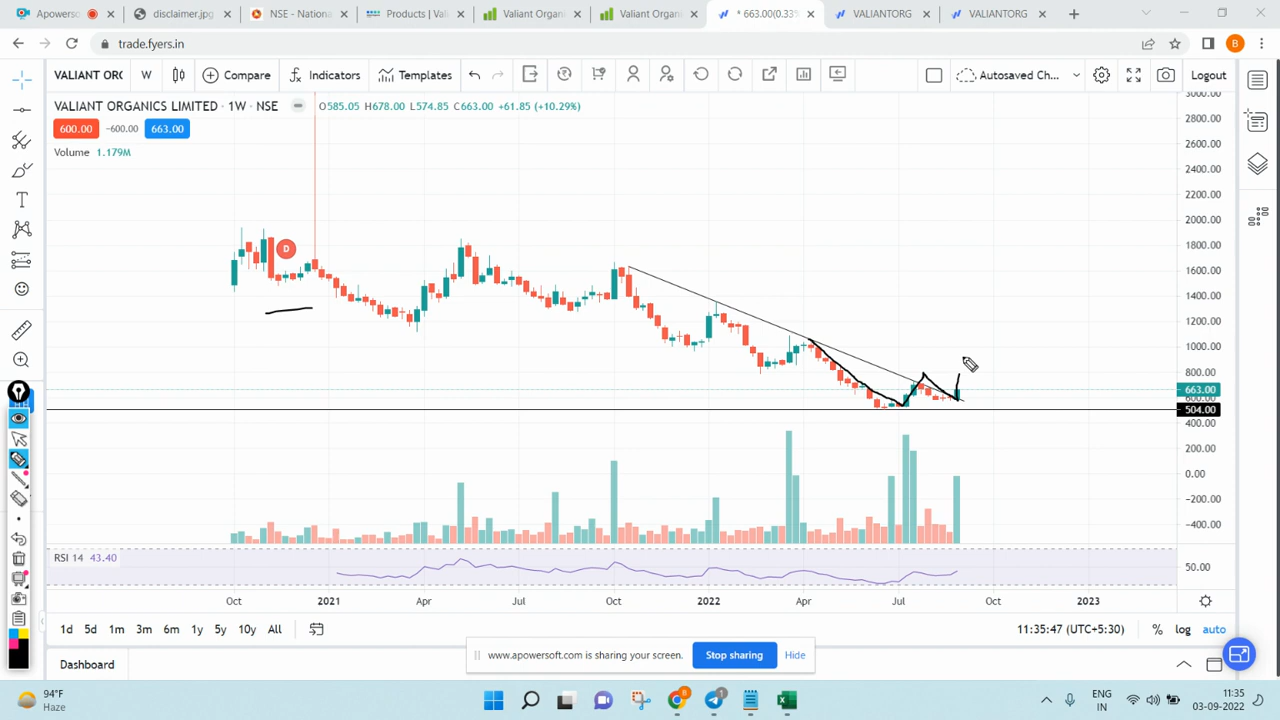 Apowersoft
disclaimer.jpg
NSE - Nationa
Products | Vali
Valiant Organ
Valiant Organ
* 663.00(0.33%
VALIANTORG
VALIANTORG
trade.fyers.in
B
VALIANT ORG
W
Compare
Indicators
Templates
Autosaved Ch...
Logout
VALIANT ORGANICS LIMITED · 1W · NSE
O585.05 H678.00 L574.85 C663.00 +61.85 (+10.29%)
600.00 -600.00 663.00
Volume 1.179M
D
3000.00
2800.00
2600.00
2400.00
2200.00
2000.00
1800.00
1600.00
1400.00
1200.00
1000.00
800.00
663.00
600.00
504.00
400.00
200.00
0.00
-200.00
-400.00
RSI 14 43.40
50.00
Oct 2021 Apr Jul Oct 2022 Apr Jul Oct 2023
1d 5d 1m 3m 6m 1y 5y 10y All
11:35:47 (UTC+5:30) % log auto
www.apowersoft.com is sharing your screen. Stop sharing Hide
Dashboard
94°F
Haze
8
1
ENG
IN
11:35
03-09-2022